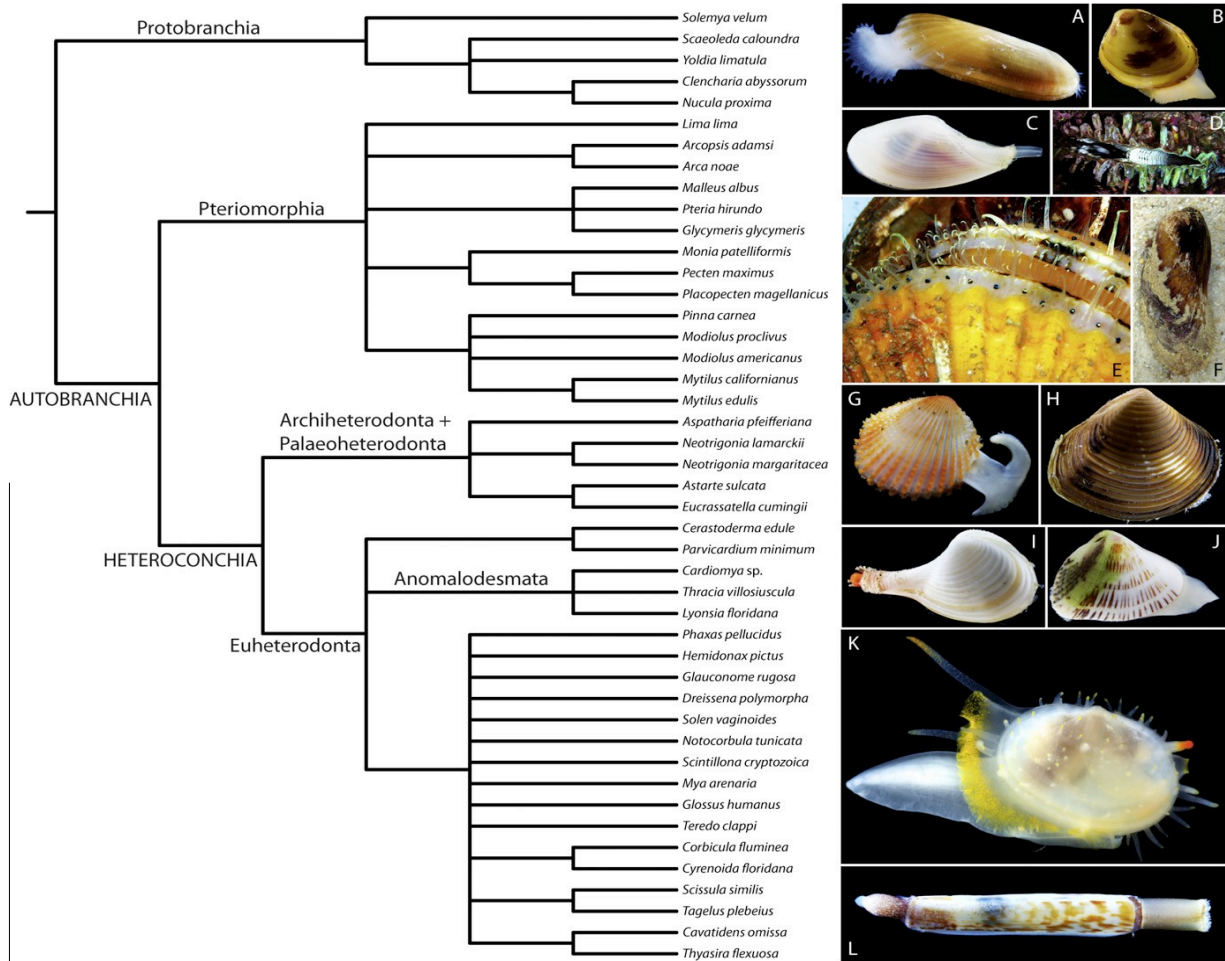 Protobranchia
Solemya velum
Scaeoleda caloundra
Yoldia limatula
Clencharia abyssorum
Nucula proxima
Pteriomorphia
Lima lima
Arcopsis adamsi
Arca noae
Malleus albus
Pteria hirundo
Glycymeris glycymeris
Monia patelliformis
Pecten maximus
Placopecten magellanicus
Pinna carnea
Modiolus proclivus
Modiolus americanus
Mytilus californianus
Mytilus edulis
AUTOBRANCHIA
Archiheterodonta +
Palaeoheterodonta
Aspatharia pfeifferiana
Neotrigonia lamarckii
Neotrigonia margaritacea
Astarte sulcata
Eucrassatella cumingii
HETEROCONCHIA
Cerastoderma edule
Parvicardium minimum
Anomalodesmata
Cardiomya sp.
Thracia villosiuscula
Lyonsia floridana
Euheterodonta
Phaxas pellucidus
Hemidonax pictus
Glauconome rugosa
Dreissena polymorpha
Solen vaginoides
Notocorbula tunicata
Scintillona cryptozoica
Mya arenaria
Glossus humanus
Teredo clappi
Corbicula fluminea
Cyrenoida floridana
Scissula similis
Tagelus plebeius
Cavatidens omissa
Thyasira flexuosa
A
B
C
D
E
F
G
H
I
J
K
L